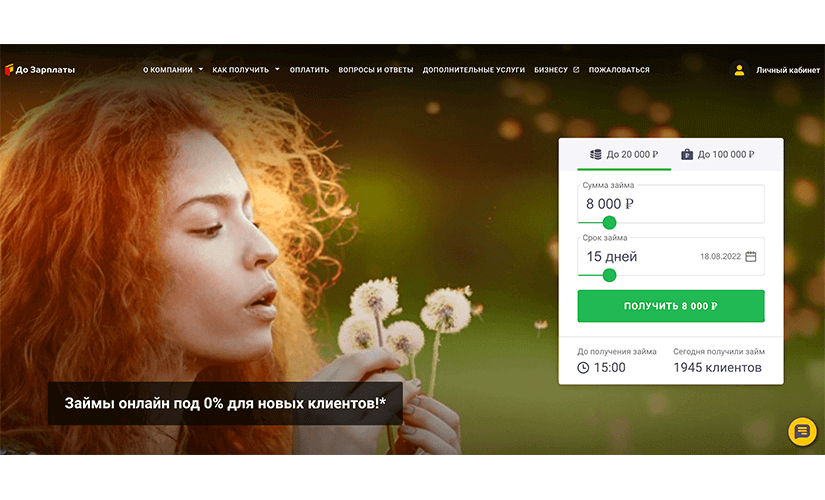 До Зарплаты
О КОМПАНИИ КАК ПОЛУЧИТЬ ОПЛАТИТЬ ВОПРОСЫ И ОТВЕТЫ ДОПОЛНИТЕЛЬНЫЕ УСЛУГИ БИЗНЕСУ ПОЖАЛОВАТЬСЯ
Личный кабинет
До 20 000 ₽ До 100 000 ₽
Сумма займа
8 000 ₽
Срок займа
15 дней 18.08.2022
ПОЛУЧИТЬ 8 000 ₽
До получения займа Сегодня получили займ
15:00 1945 клиентов
Займы онлайн под 0% для новых клиентов!*